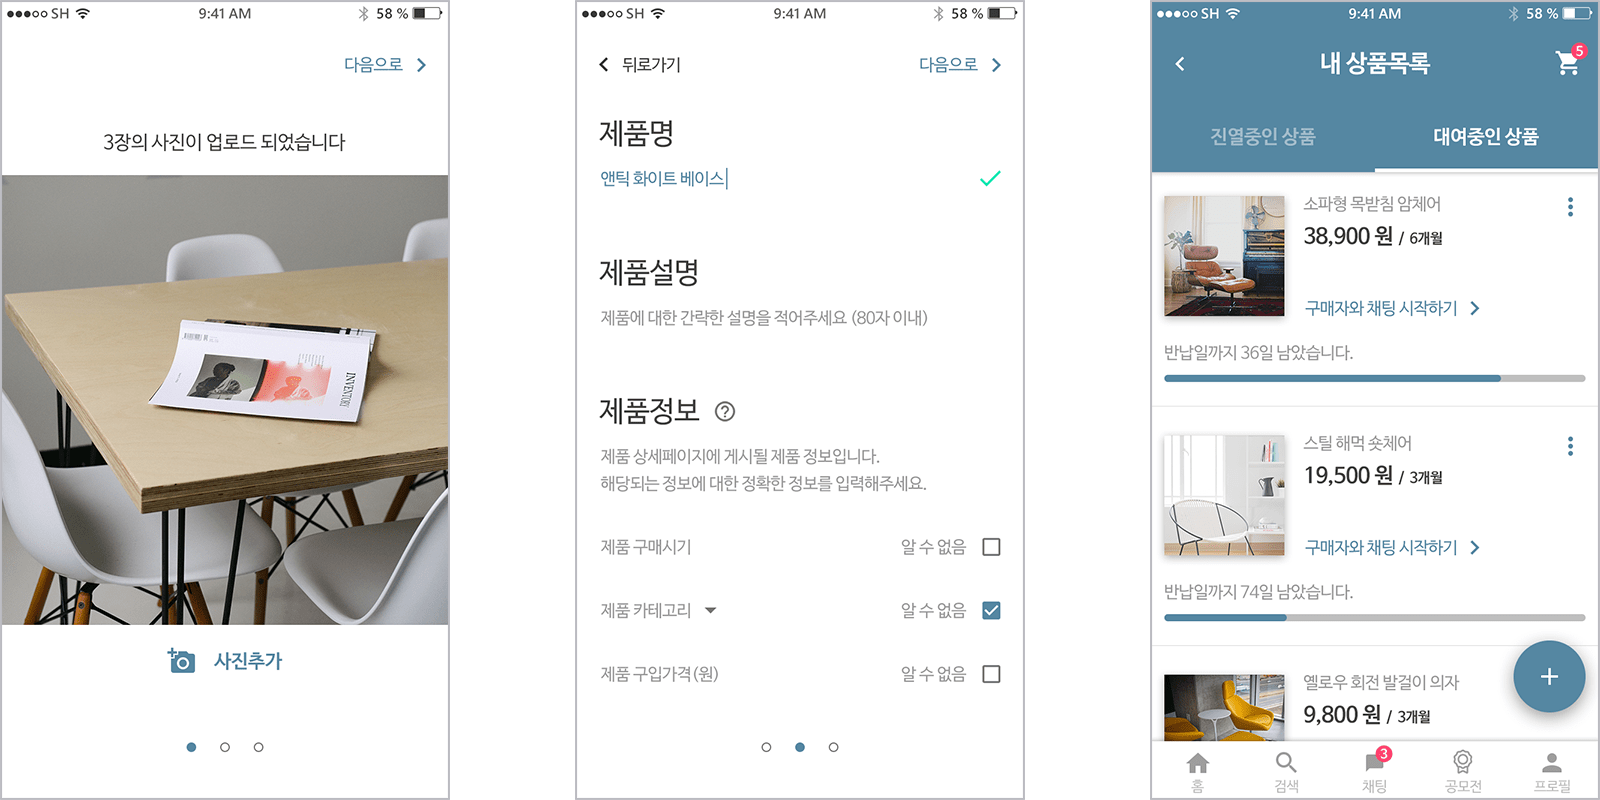 SH 9:41 AM 58 %
다음으로
3장의 사진이 업로드 되었습니다
INVENTORY
사진추가
SH 9:41 AM 58 %
뒤로가기 다음으로
제품명
앤틱 화이트 베이스
제품설명
제품에 대한 간략한 설명을 적어주세요 (80자 이내)
제품정보 ?
제품 상세페이지에 게시될 제품 정보입니다.
해당되는 정보에 대한 정확한 정보를 입력해주세요.
제품 구매시기 알 수 없음
제품 카테고리 알 수 없음
제품 구입가격(원) 알 수 없음
SH 9:41 AM 58 %
내 상품목록 5
진열중인 상품 대여중인 상품
소파형 목받침 암체어
38,900 원 / 6개월
구매자와 채팅 시작하기
반납일까지 36일 남았습니다.
스틸 해먹 숏체어
19,500 원 / 3개월
구매자와 채팅 시작하기
반납일까지 74일 남았습니다.
옐로우 회전 발걸이 의자
9,800 원 / 3개월
3
홈 검색 채팅 공모전 프로필